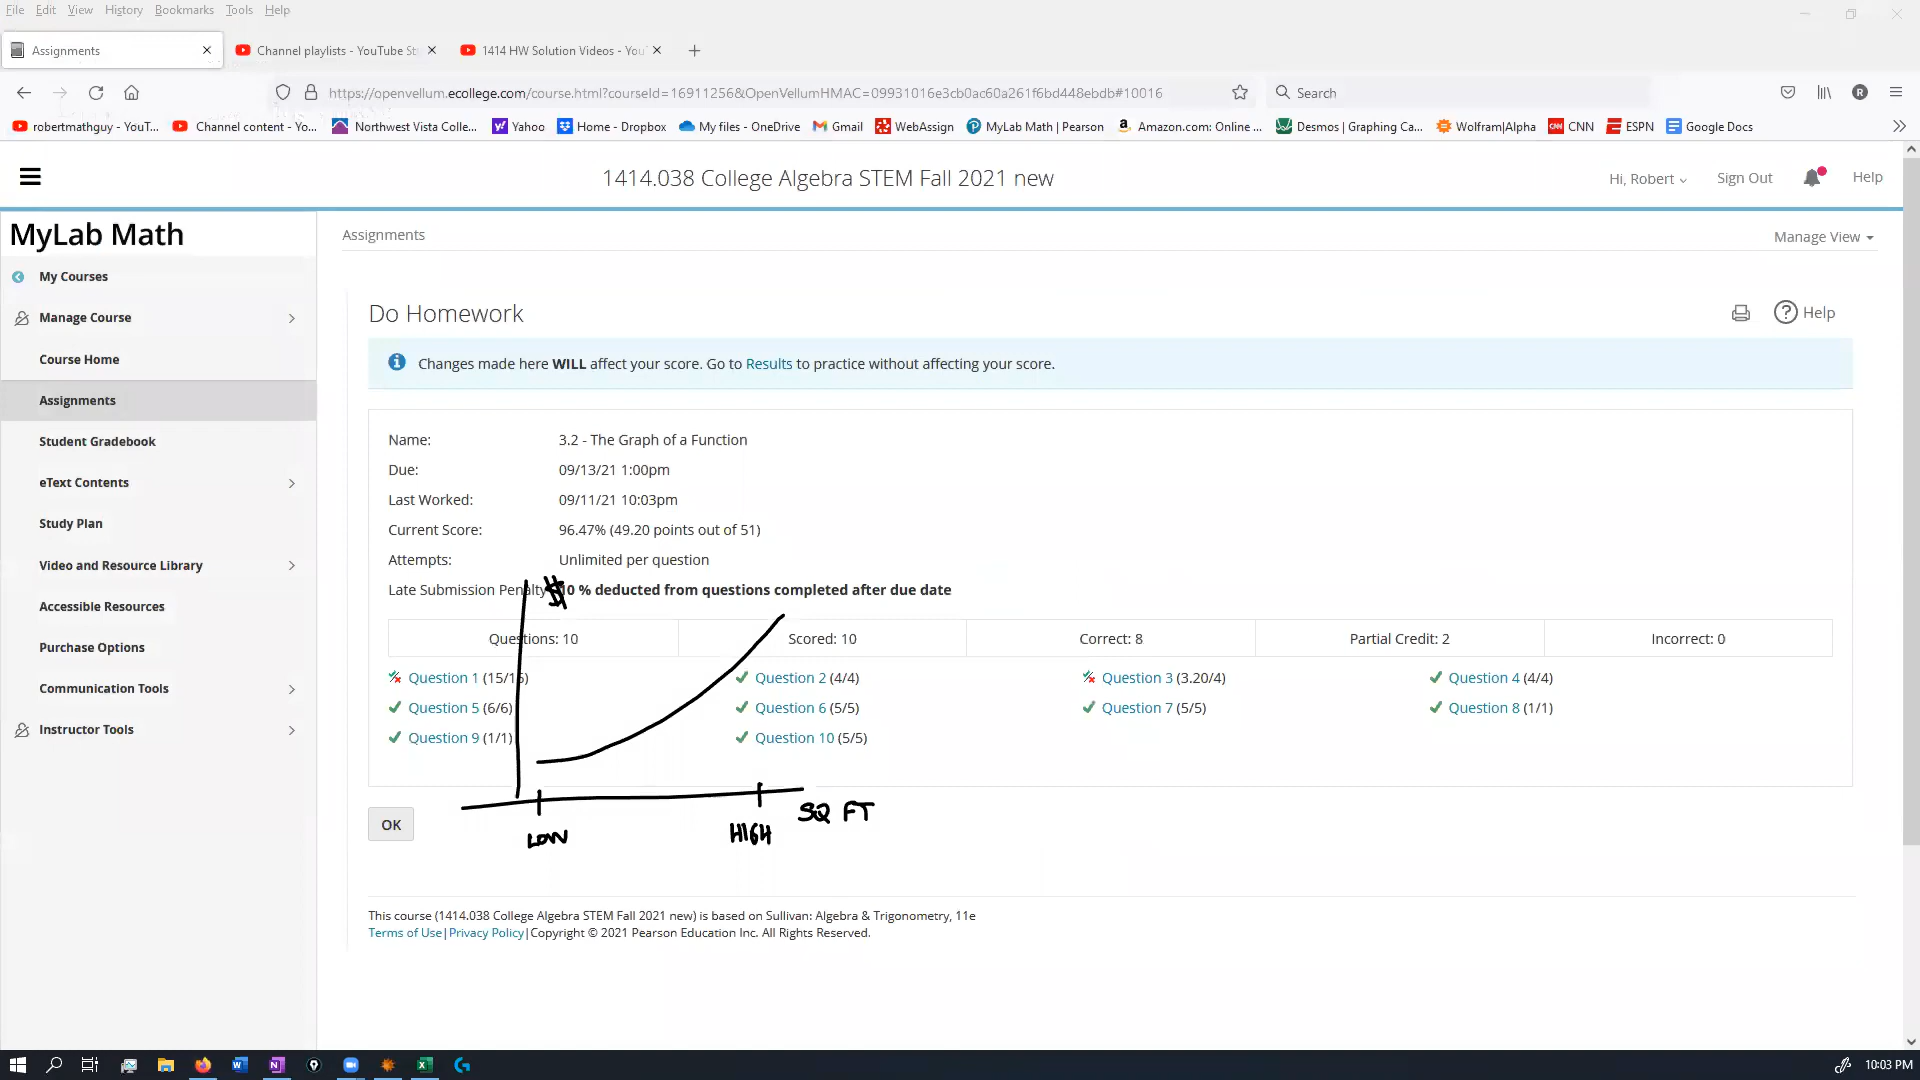 File Edit View History Bookmarks Tools Help
Assignments
Channel playlists - YouTube St
1414 HW Solution Videos - You
https://openvellum.ecollege.com/course.html?courseId=16911256&OpenVellumHMAC=09931016e3cb0ac60a261f6bd448ebdb#10016
Search
robertmathguy - YouT... Channel content - Yo... Northwest Vista Colle... Yahoo Home - Dropbox My files - OneDrive Gmail WebAssign MyLab Math | Pearson Amazon.com: Online ... Desmos | Graphing Ca... Wolfram|Alpha CNN ESPN Google Docs
1414.038 College Algebra STEM Fall 2021 new
Hi, Robert Sign Out Help
MyLab Math
My Courses
Manage Course
Course Home
Assignments
Student Gradebook
eText Contents
Study Plan
Video and Resource Library
Accessible Resources
Purchase Options
Communication Tools
Instructor Tools
Assignments
Manage View
Do Homework
Help
Changes made here WILL affect your score. Go to Results to practice without affecting your score.
Name: 3.2 - The Graph of a Function
Due: 09/13/21 1:00pm
Last Worked: 09/11/21 10:03pm
Current Score: 96.47% (49.20 points out of 51)
Attempts: Unlimited per question
Late Submission Penalty 10 % deducted from questions completed after due date
$
Questions: 10 Scored: 10 Correct: 8 Partial Credit: 2 Incorrect: 0
Question 1 Question 2 (4/4) Question 3 (3.20/4) Question 4 (4/4)
Question 5 (6/6) Question 6 (5/5) Question 7 (5/5) Question 8 (1/1)
Question 9 (1/1) Question 10 (5/5)
SQ FT
LOW HIGH
OK
This course (1414.038 College Algebra STEM Fall 2021 new) is based on Sullivan: Algebra & Trigonometry, 11e
Terms of Use | Privacy Policy | Copyright © 2021 Pearson Education Inc. All Rights Reserved.
10:03 PM